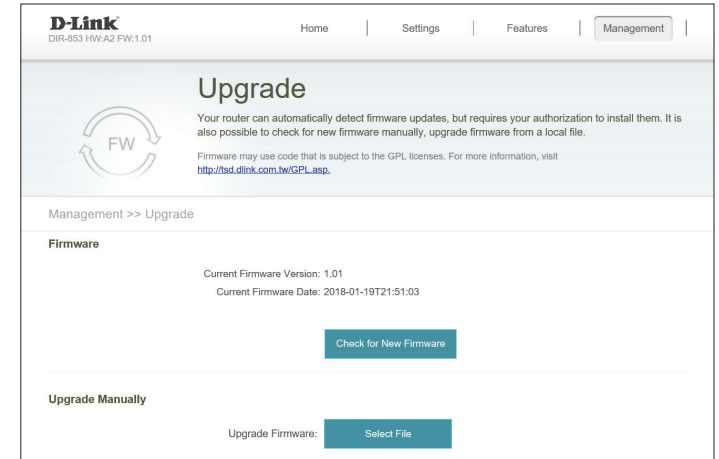 D-Link
DIR-853 HW:A2 FW:1.01
Home
Settings
Features
Management
Upgrade
Your router can automatically detect firmware updates, but requires your authorization to install them. It is
also possible to check for new firmware manually, upgrade firmware from a local file.
Firmware may use code that is subject to the GPL licenses. For more information, visit
http://tsd.dlink.com.tw/GPL.asp.
FW
Management >> Upgrade
Firmware
Current Firmware Version: 1.01
Current Firmware Date: 2018-01-19T21:51:03
Check for New Firmware
Upgrade Manually
Upgrade Firmware:
Select File